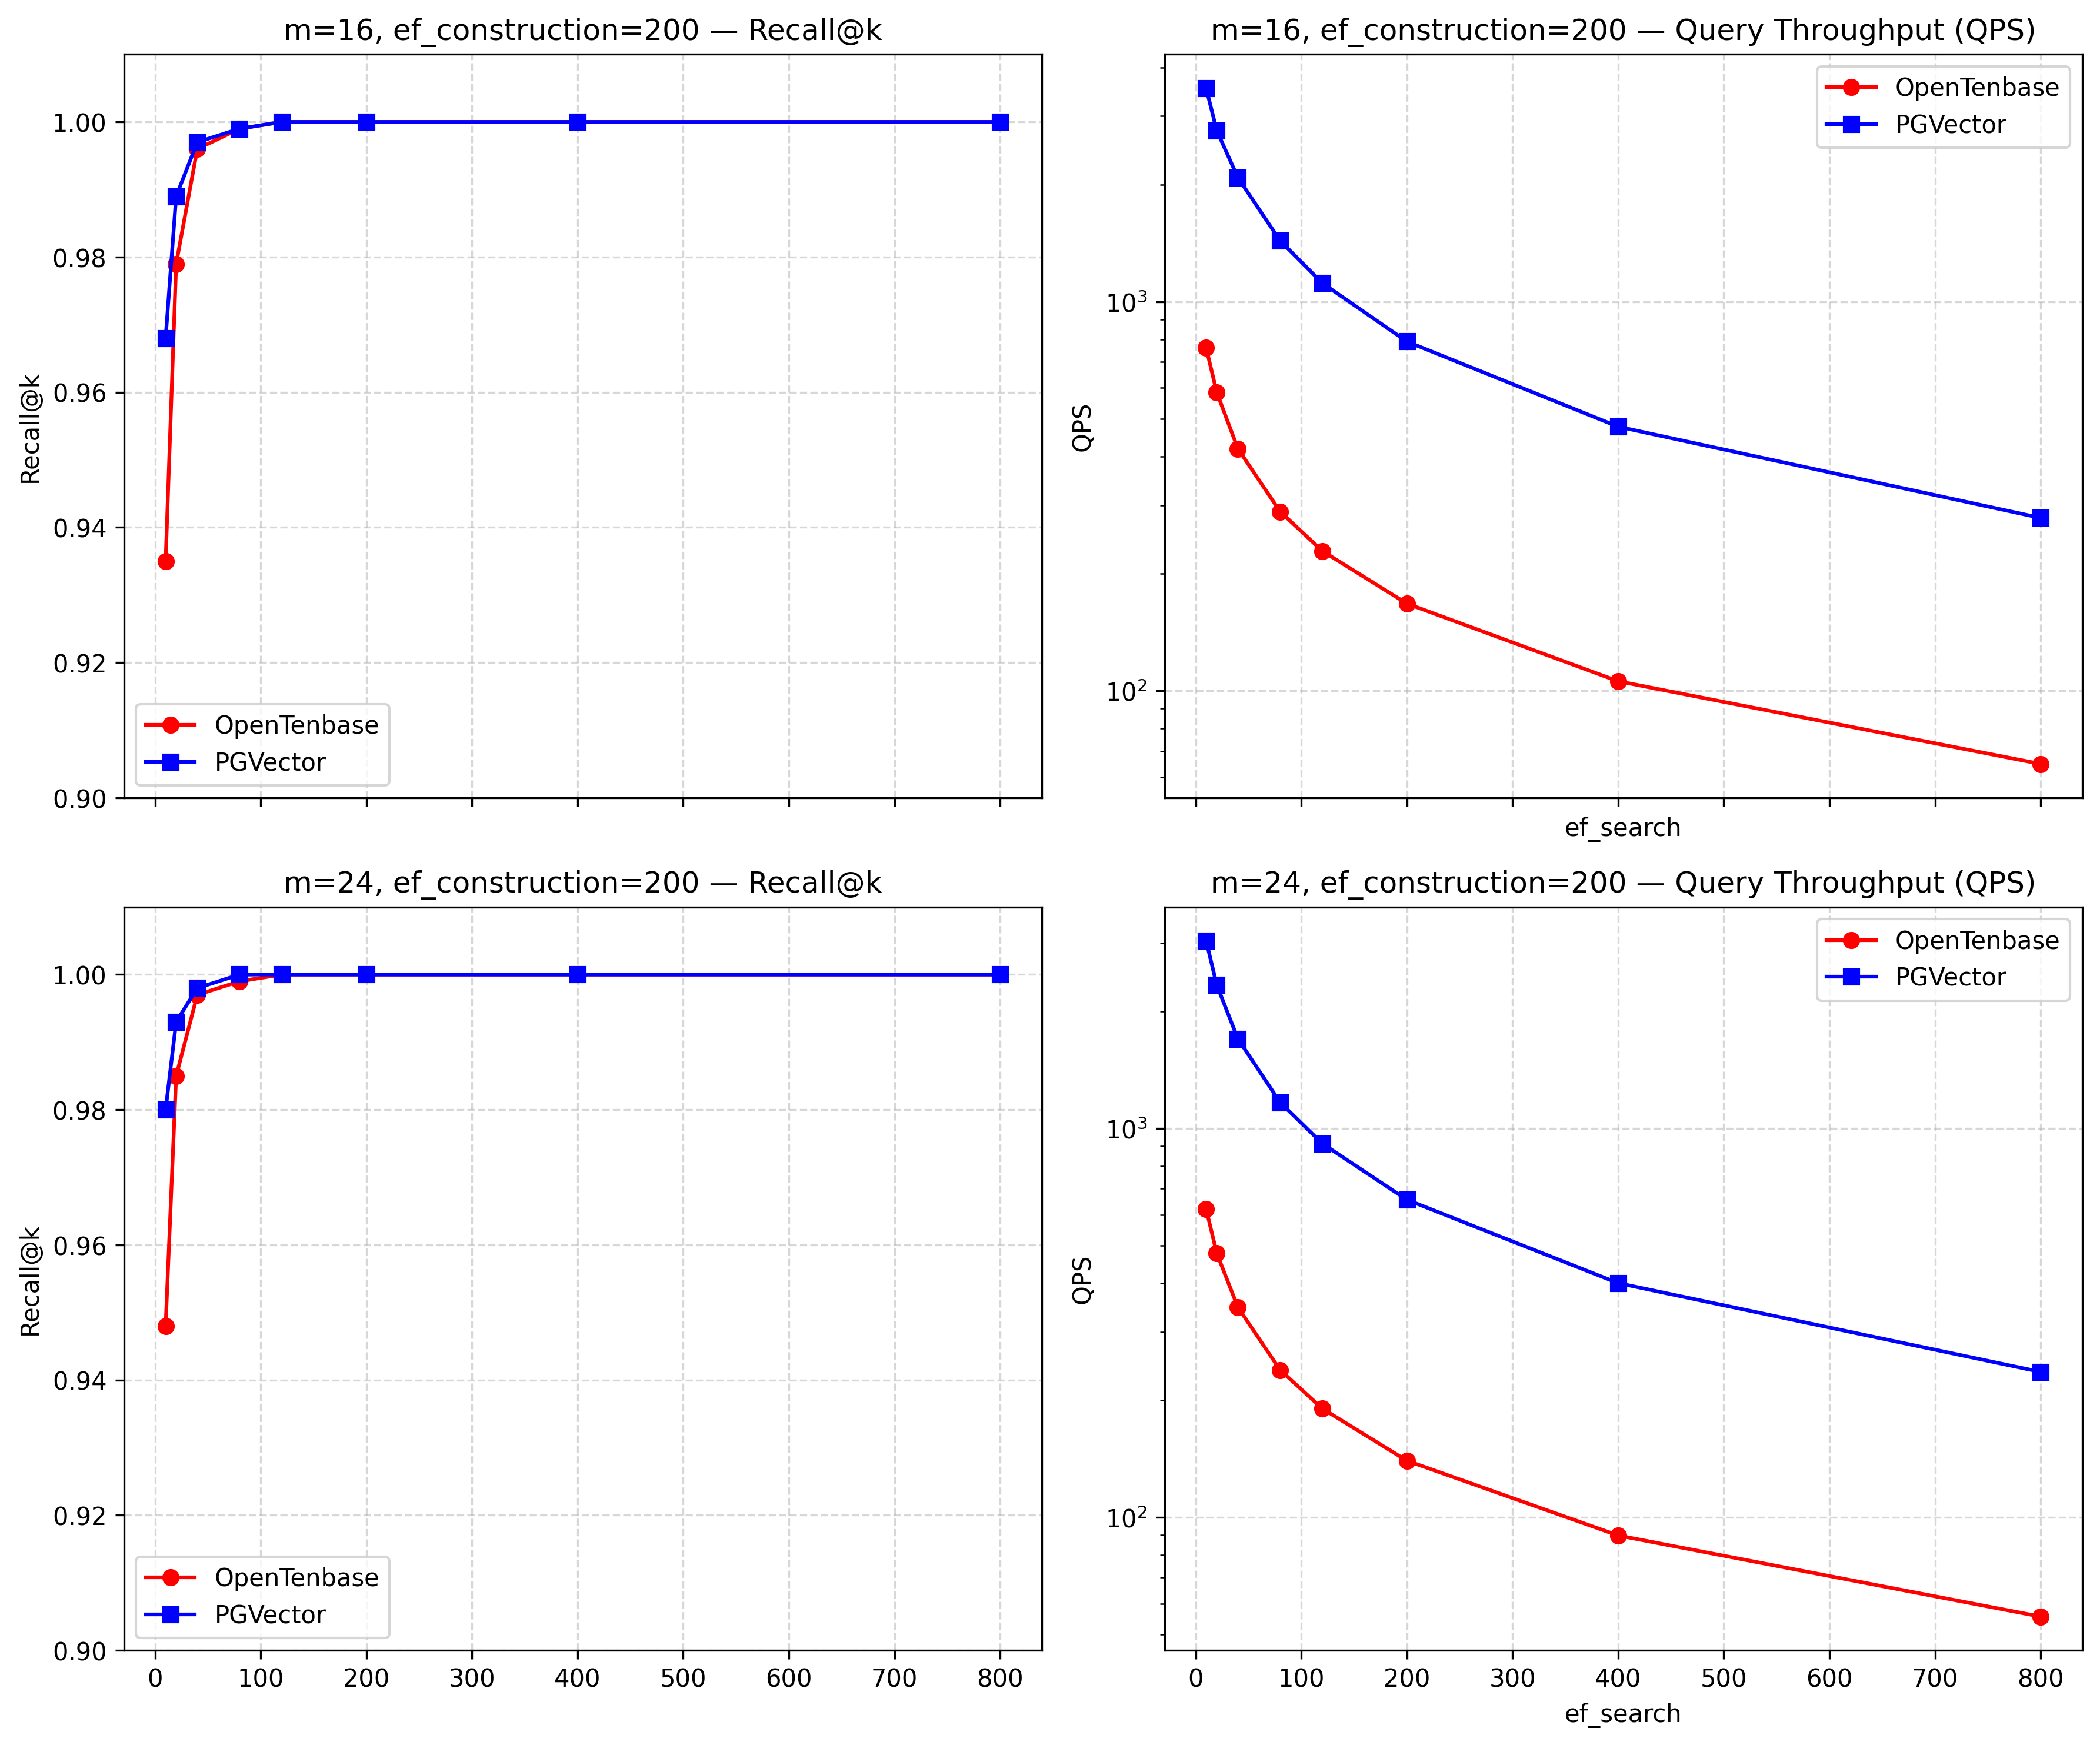 m=16, ef_construction=200 — Recall@k
Recall@k
1.00
0.98
0.96
0.94
0.92
0.90
OpenTenbase
PGVector
m=16, ef_construction=200 — Query Throughput (QPS)
QPS
10³
10²
OpenTenbase
PGVector
ef_search
m=24, ef_construction=200 — Recall@k
Recall@k
1.00
0.98
0.96
0.94
0.92
0.90
OpenTenbase
PGVector
0 100 200 300 400 500 600 700 800
m=24, ef_construction=200 — Query Throughput (QPS)
QPS
10³
10²
OpenTenbase
PGVector
0 100 200 300 400 500 600 700 800
ef_search